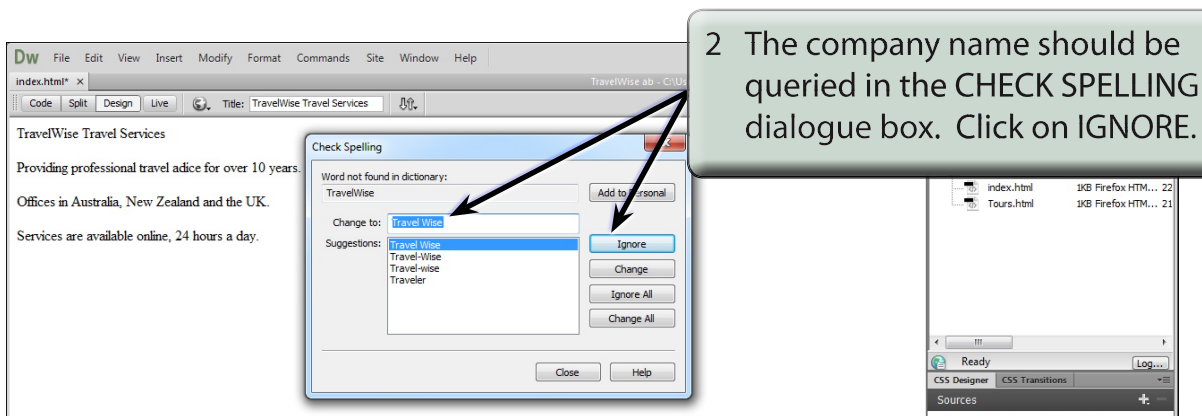 2 The company name should be
queried in the CHECK SPELLING
dialogue box. Click on IGNORE.
Dw File Edit View Insert Modify Format Commands Site Window Help
index.html* × TravelWise ab - C:\Us
Code Split Design Live Title: TravelWise Travel Services
TravelWise Travel Services
Providing professional travel adice for over 10 years.
Offices in Australia, New Zealand and the UK.
Services are available online, 24 hours a day.
Check Spelling
Word not found in dictionary:
TravelWise Add to Personal
Change to: Travel Wise
Suggestions: Travel Wise Ignore
Travel-Wise
Travel-wise Change
Traveler
Ignore All
Change All
Close Help
index.html 1KB Firefox HTM... 22
Tours.html 1KB Firefox HTM... 21
Ready Log...
CSS Designer CSS Transitions
Sources